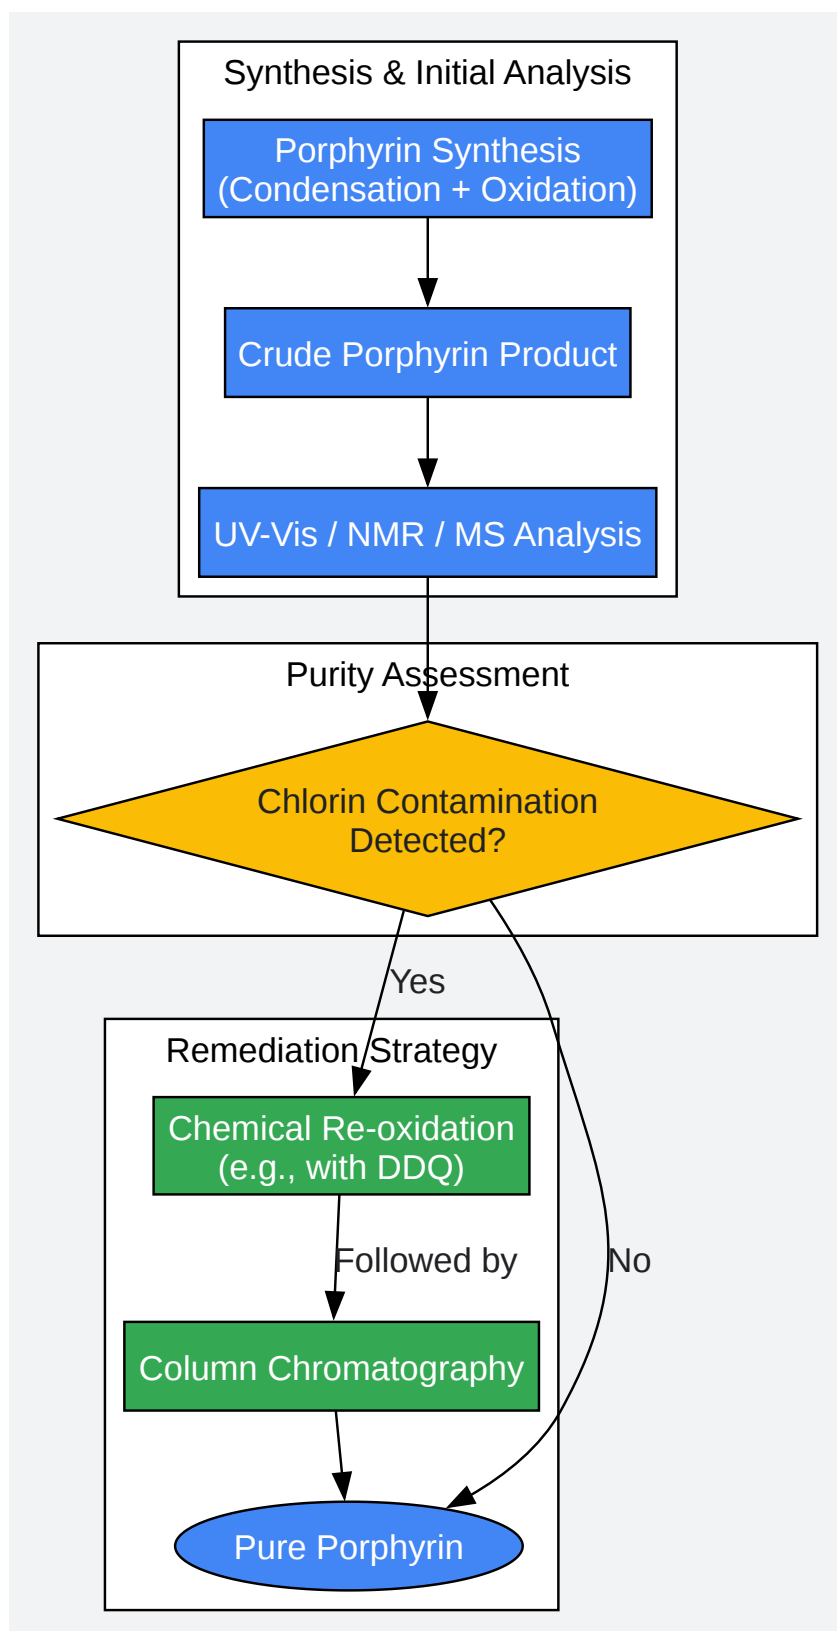 Synthesis & Initial Analysis
Porphyrin Synthesis
(Condensation + Oxidation)
Crude Porphyrin Product
UV-Vis / NMR / MS Analysis
Purity Assessment
Chlorin Contamination
Detected?
Yes
Remediation Strategy
Chemical Re-oxidation
(e.g., with DDQ)
Followed by
No
Column Chromatography
Pure Porphyrin